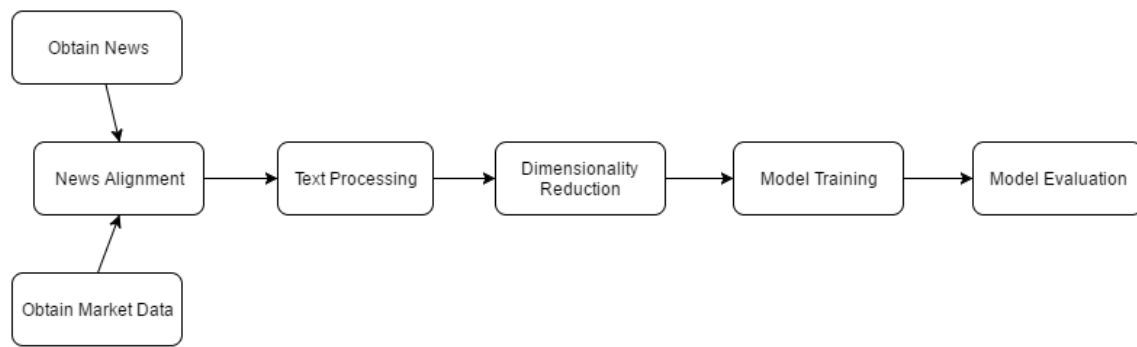 Obtain News
News Alignment
Text Processing
Dimensionality
Reduction
Model Training
Model Evaluation
Obtain Market Data